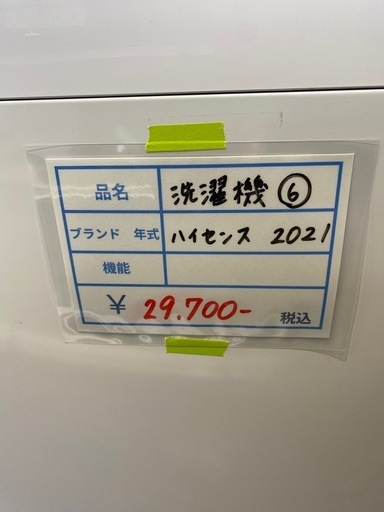 品名 洗濯機 ⑥
ブランド 年式 ハイセンス 2021
機能
¥ 29.700- 税込